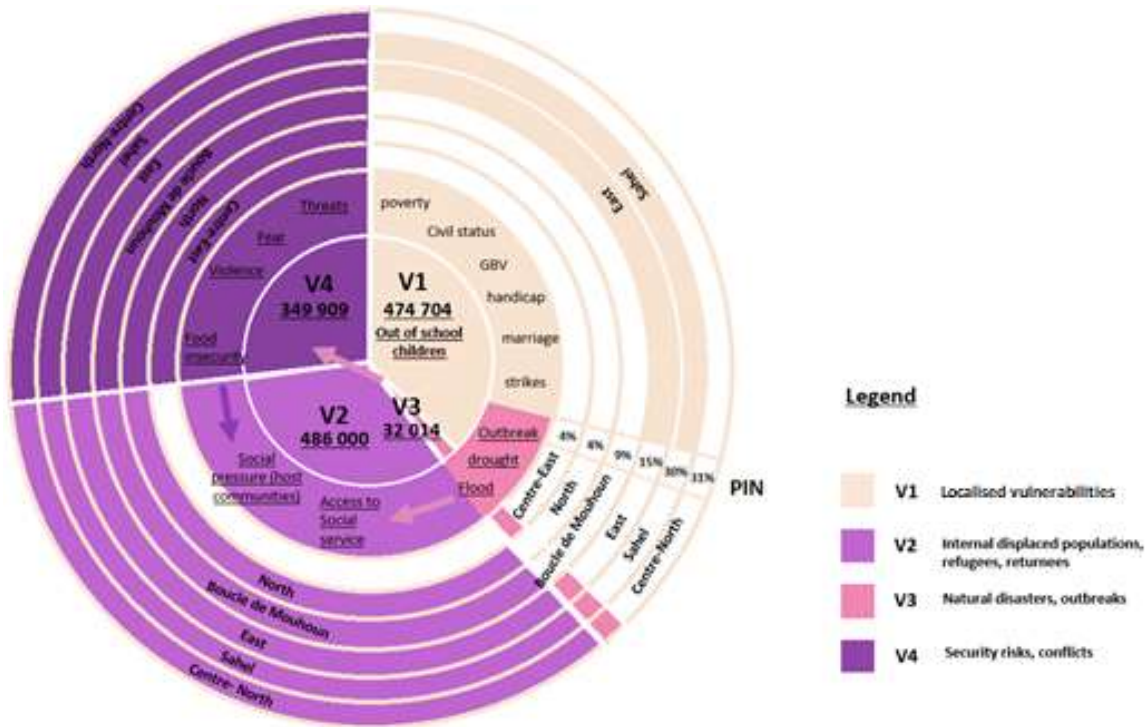 Centre North
Sahel
East
Boucle de Mouhoun
North
Centre-East
Threats
Fear
Violence
Food
insecurity
V4
349 909
poverty
Civil status
GBV
handicap
marriage
strikes
V1
474 704
Out of school
children
Sahel
East
V3
32 014
Outbreak
drought
Flood
V2
486 000
Social
pressure (host
communities)
Access to
Social
service
4%
6%
9%
15%
30%
31%
PIN
Centre-East
North
Boucle de Mouhoun
East
Sahel
Centre-North
North
Boucle de Mouhoun
East
Sahel
Centre- North
Legend
V1 Localised vulnerabilities
V2 Internal displaced populations,
refugees, returnees
V3 Natural disasters, outbreaks
V4 Security risks, conflicts